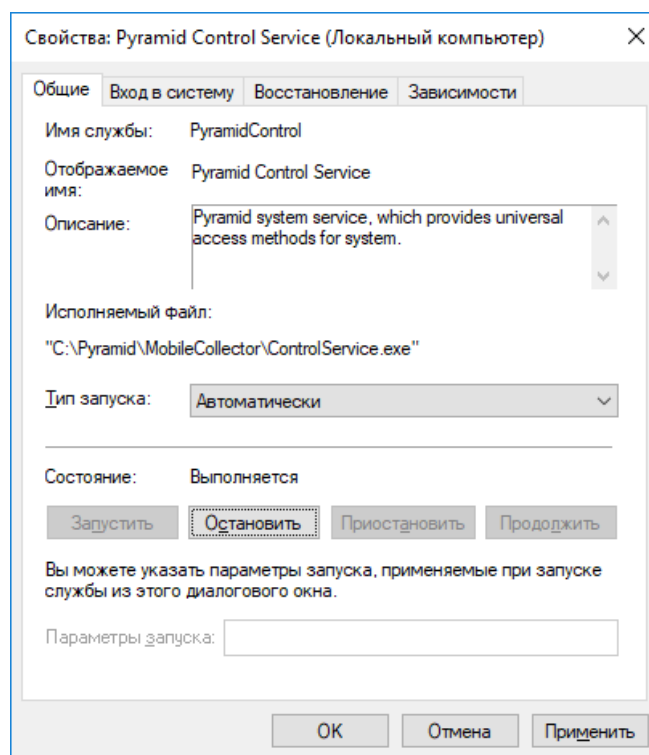 Свойства: Pyramid Control Service (Локальный компьютер)
Общие Вход в систему Восстановление Зависимости
Имя службы: PyramidControl
Отображаемое имя: Pyramid Control Service
Описание: Pyramid system service, which provides universal
access methods for system.
Исполняемый файл:
"C:\Pyramid\MobileCollector\ControlService.exe"
Тип запуска: Автоматически
Состояние: Выполняется
Запустить Остановить Приостановить Продолжить
Вы можете указать параметры запуска, применяемые при запуске
службы из этого диалогового окна.
Параметры запуска:
OK Отмена Применить